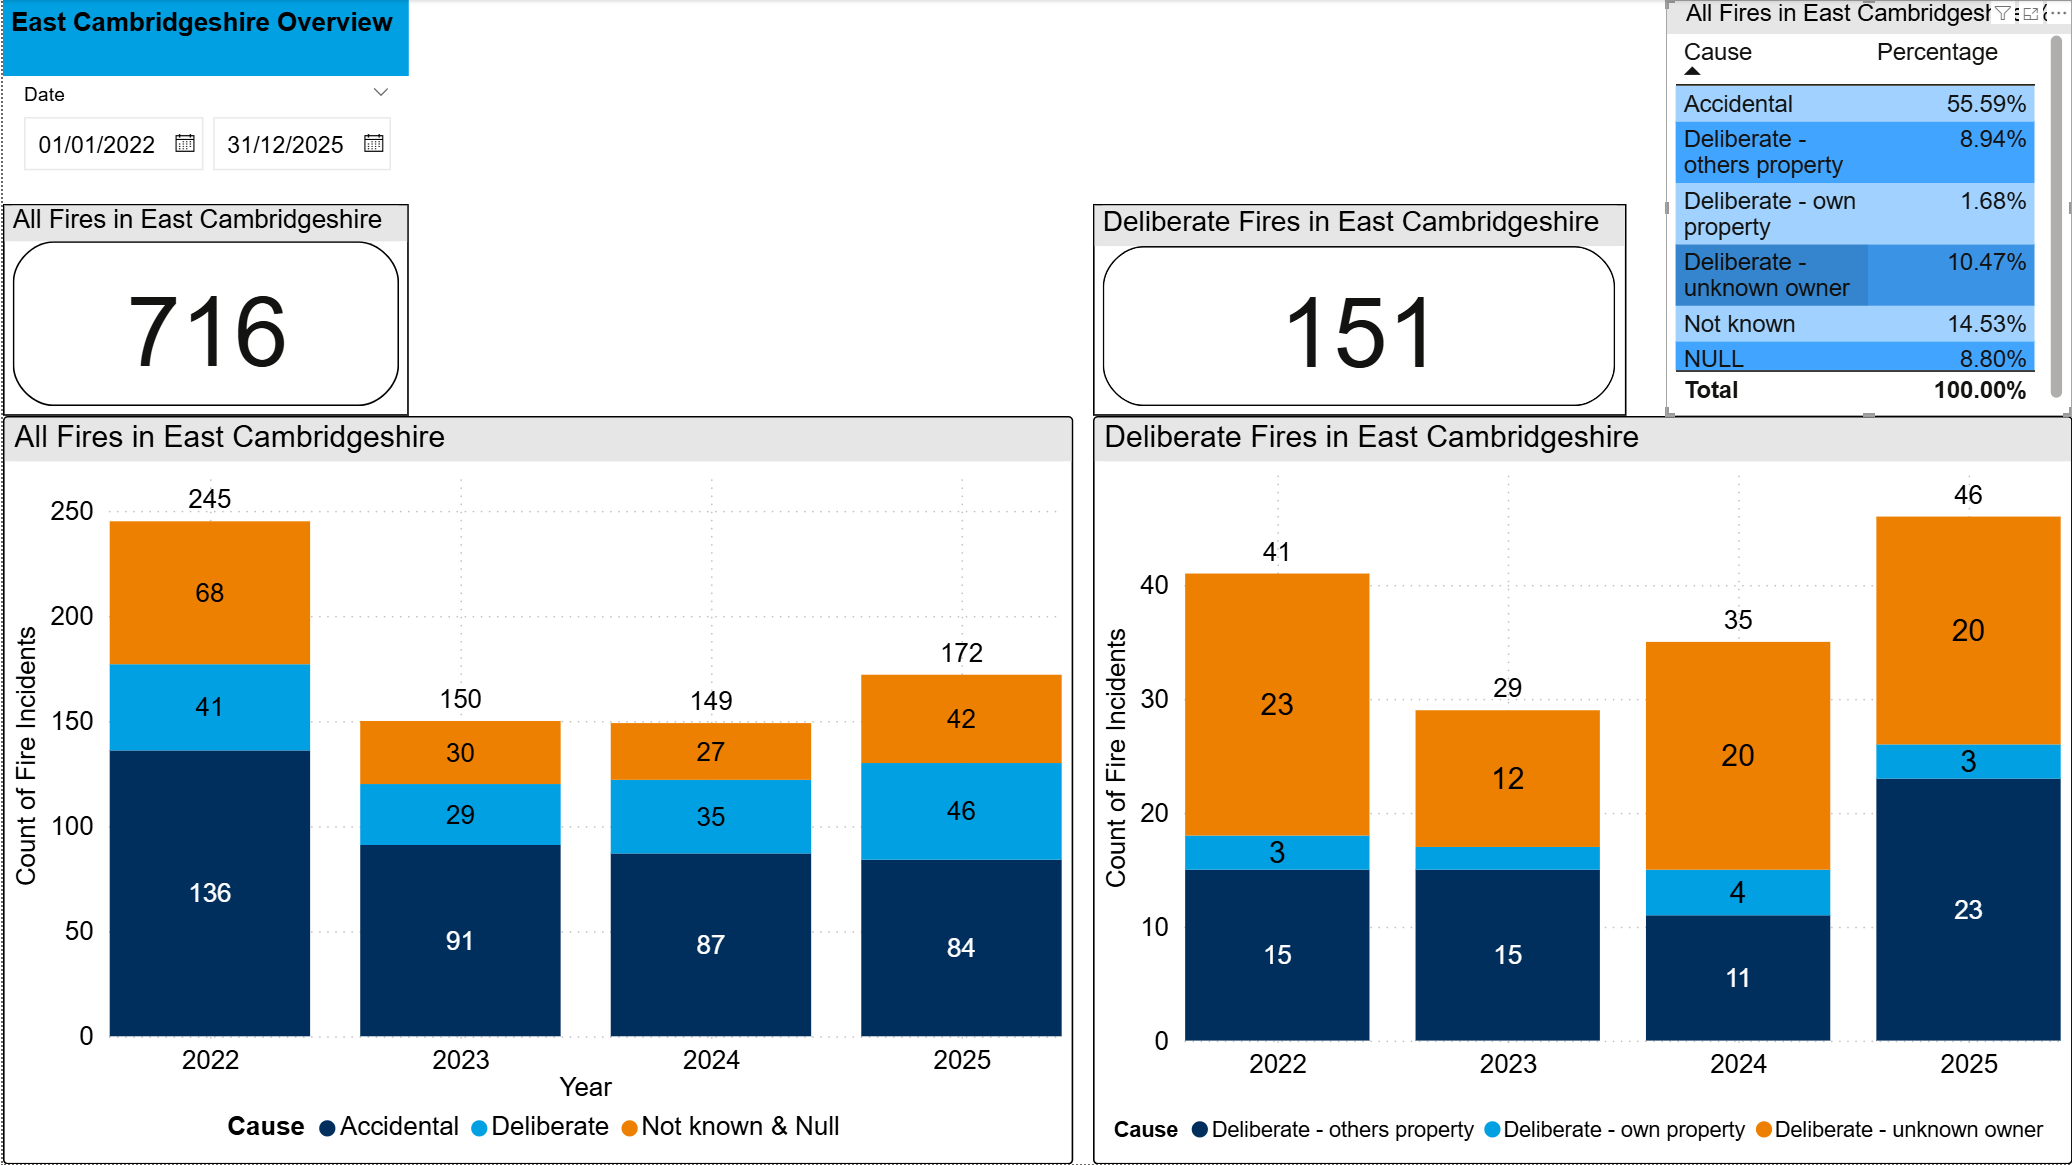 East Cambridgeshire Overview
Date
01/01/2022 31/12/2025
All Fires in East Cambridgeshire
716
Deliberate Fires in East Cambridgeshire
151
All Fires in East
Cause Percentage
Accidental 55.59%
Deliberate - 8.94%
others property
Deliberate - own 1.68%
property
Deliberate - 10.47%
unknown owner
Not known 14.53%
NULL 8.80%
Total 100.00%
All Fires in East Cambridgeshire
Count of Fire Incidents
250
200
150
100
50
0
245
68
41
136
150
30
29
91
149
27
35
87
172
42
46
84
2022 2023 2024 2025
Year
Cause Accidental Deliberate Not known & Null
Deliberate Fires in East Cambridgeshire
Count of Fire Incidents
40
30
20
10
0
41
23
3
15
29
12
15
35
20
4
11
46
20
3
23
2022 2023 2024 2025
Cause Deliberate - others property Deliberate - own property Deliberate - unknown owner